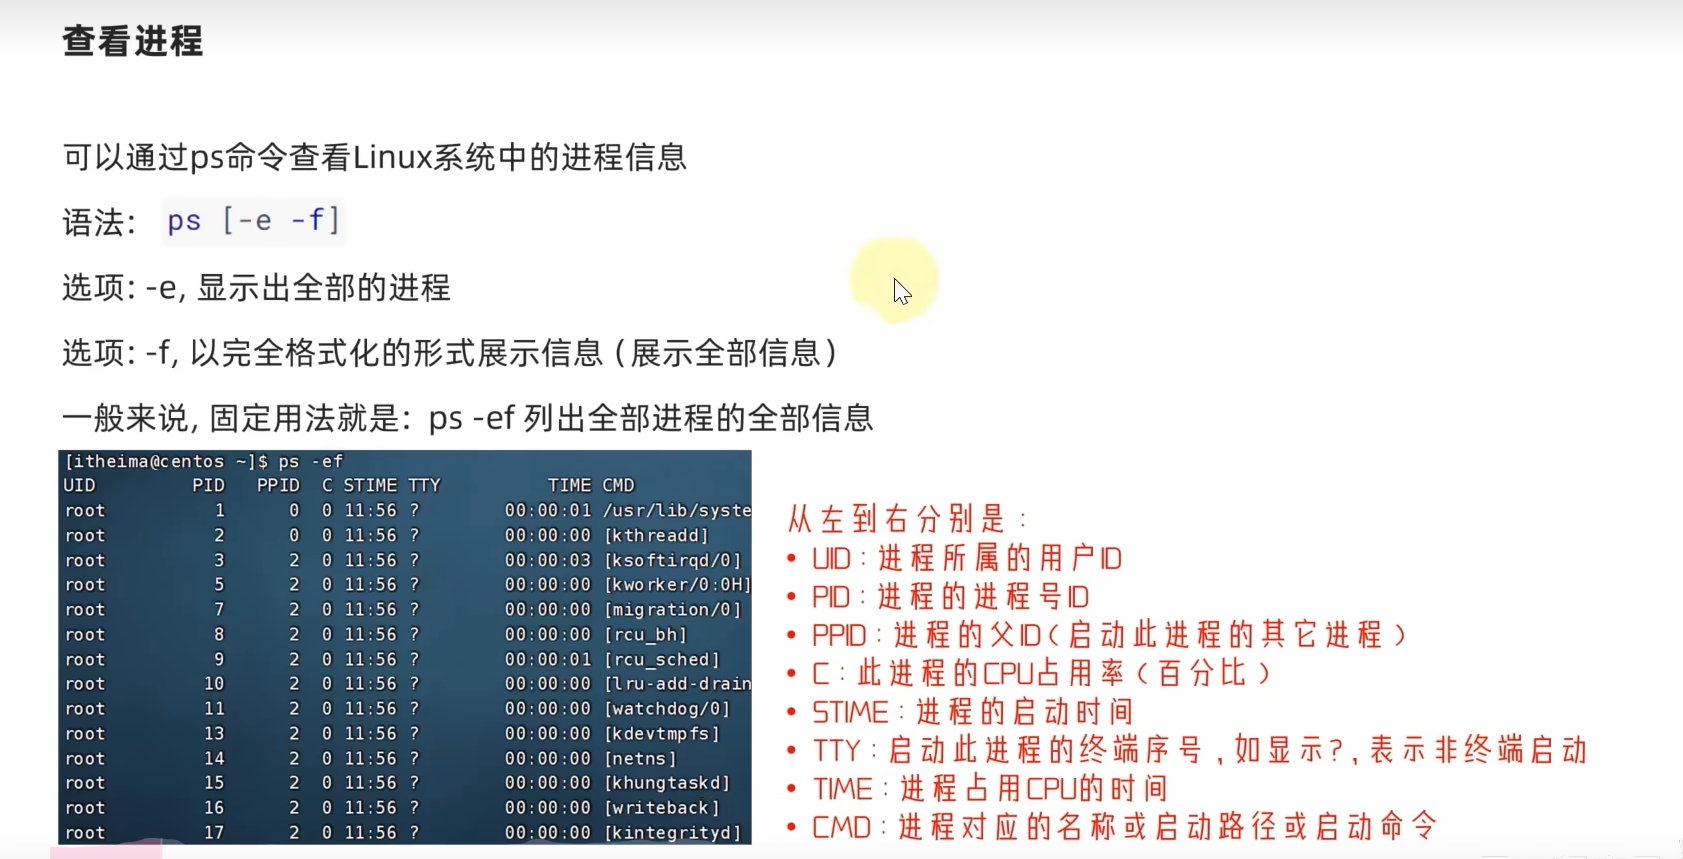 查看进程
可以通过ps命令查看Linux系统中的进程信息
语法： ps [-e -f]
选项: -e, 显示出全部的进程
选项: -f, 以完全格式化的形式展示信息（展示全部信息）
一般来说, 固定用法就是：ps -ef 列出全部进程的全部信息
[itheima@centos ~]$ ps -ef
UID PID PPID C STIME TTY TIME CMD
root 1 0 0 11:56 ? 00:00:01 /usr/lib/syste
root 2 0 0 11:56 ? 00:00:00 [kthreadd]
root 3 2 0 11:56 ? 00:00:03 [ksoftirqd/0]
root 5 2 0 11:56 ? 00:00:00 [kworker/0:0H]
root 7 2 0 11:56 ? 00:00:00 [migration/0]
root 8 2 0 11:56 ? 00:00:00 [rcu_bh]
root 9 2 0 11:56 ? 00:00:01 [rcu_sched]
root 10 2 0 11:56 ? 00:00:00 [lru-add-drain
root 11 2 0 11:56 ? 00:00:00 [watchdog/0]
root 13 2 0 11:56 ? 00:00:00 [kdevtmpfs]
root 14 2 0 11:56 ? 00:00:00 [netns]
root 15 2 0 11:56 ? 00:00:00 [khungtaskd]
root 16 2 0 11:56 ? 00:00:00 [writeback]
root 17 2 0 11:56 ? 00:00:00 [kintegrityd]
从左到右分别是：
• UID：进程所属的用户ID
• PID：进程的进程号ID
• PPID：进程的父ID（启动此进程的其它进程）
• C：此进程的CPU占用率（百分比）
• STIME：进程的启动时间
• TTY：启动此进程的终端序号，如显示?，表示非终端启动
• TIME：进程占用CPU的时间
• CMD：进程对应的名称或启动路径或启动命令